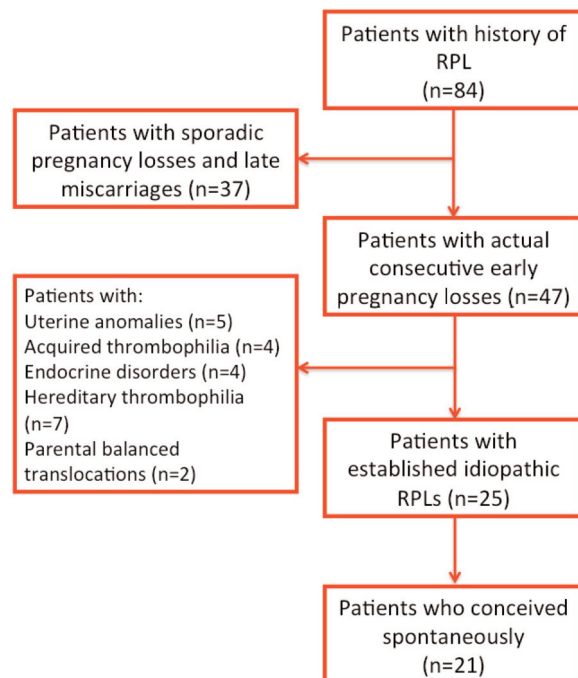 Patients with history of
RPL
(n=84)
Patients with sporadic
pregnancy losses and late
miscarriages (n=37)
Patients with actual
consecutive early
pregnancy losses (n=47)
Patients with:
Uterine anomalies (n=5)
Acquired thrombophilia (n=4)
Endocrine disorders (n=4)
Hereditary thrombophilia
(n=7)
Parental balanced
translocations (n=2)
Patients with
established idiopathic
RPLs (n=25)
Patients who conceived
spontaneously
(n=21)